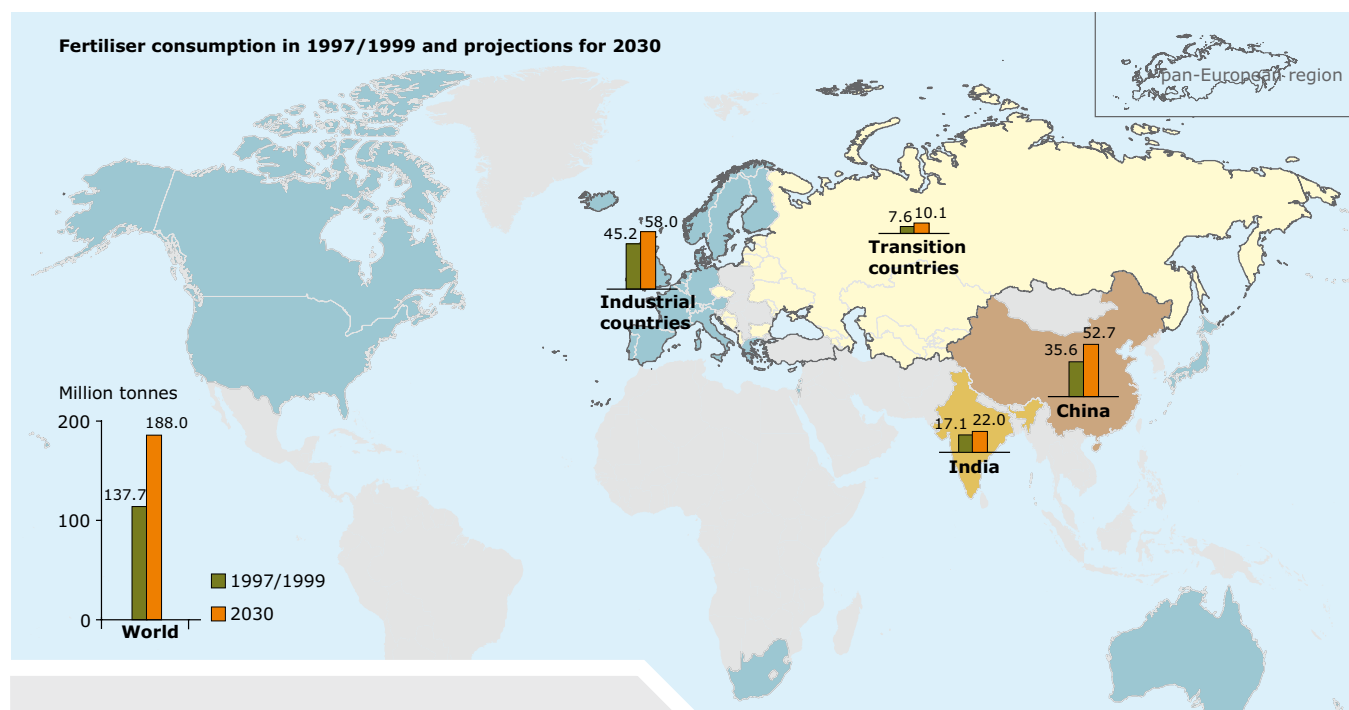 Fertiliser consumption in 1997/1999 and projections for 2030
pan-European region
45.2
58.0
Industrial
countries
7.6
10.1
Transition
countries
35.6
52.7
China
17.1
22.0
India
Million tonnes
200
100
0
137.7
188.0
World
1997/1999
2030